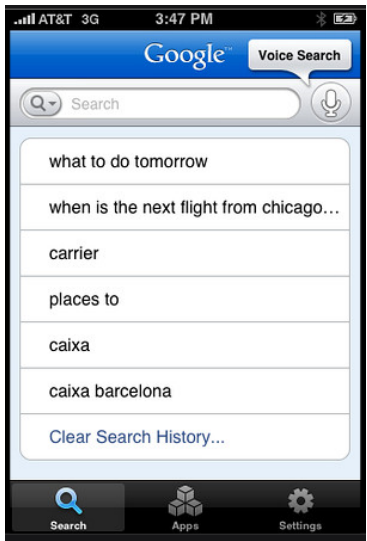 AT&T 3G 3:47 PM
Google™ Voice Search
Search
what to do tomorrow
when is the next flight from chicago...
carrier
places to
caixa
caixa barcelona
Clear Search History...
Search Apps Settings